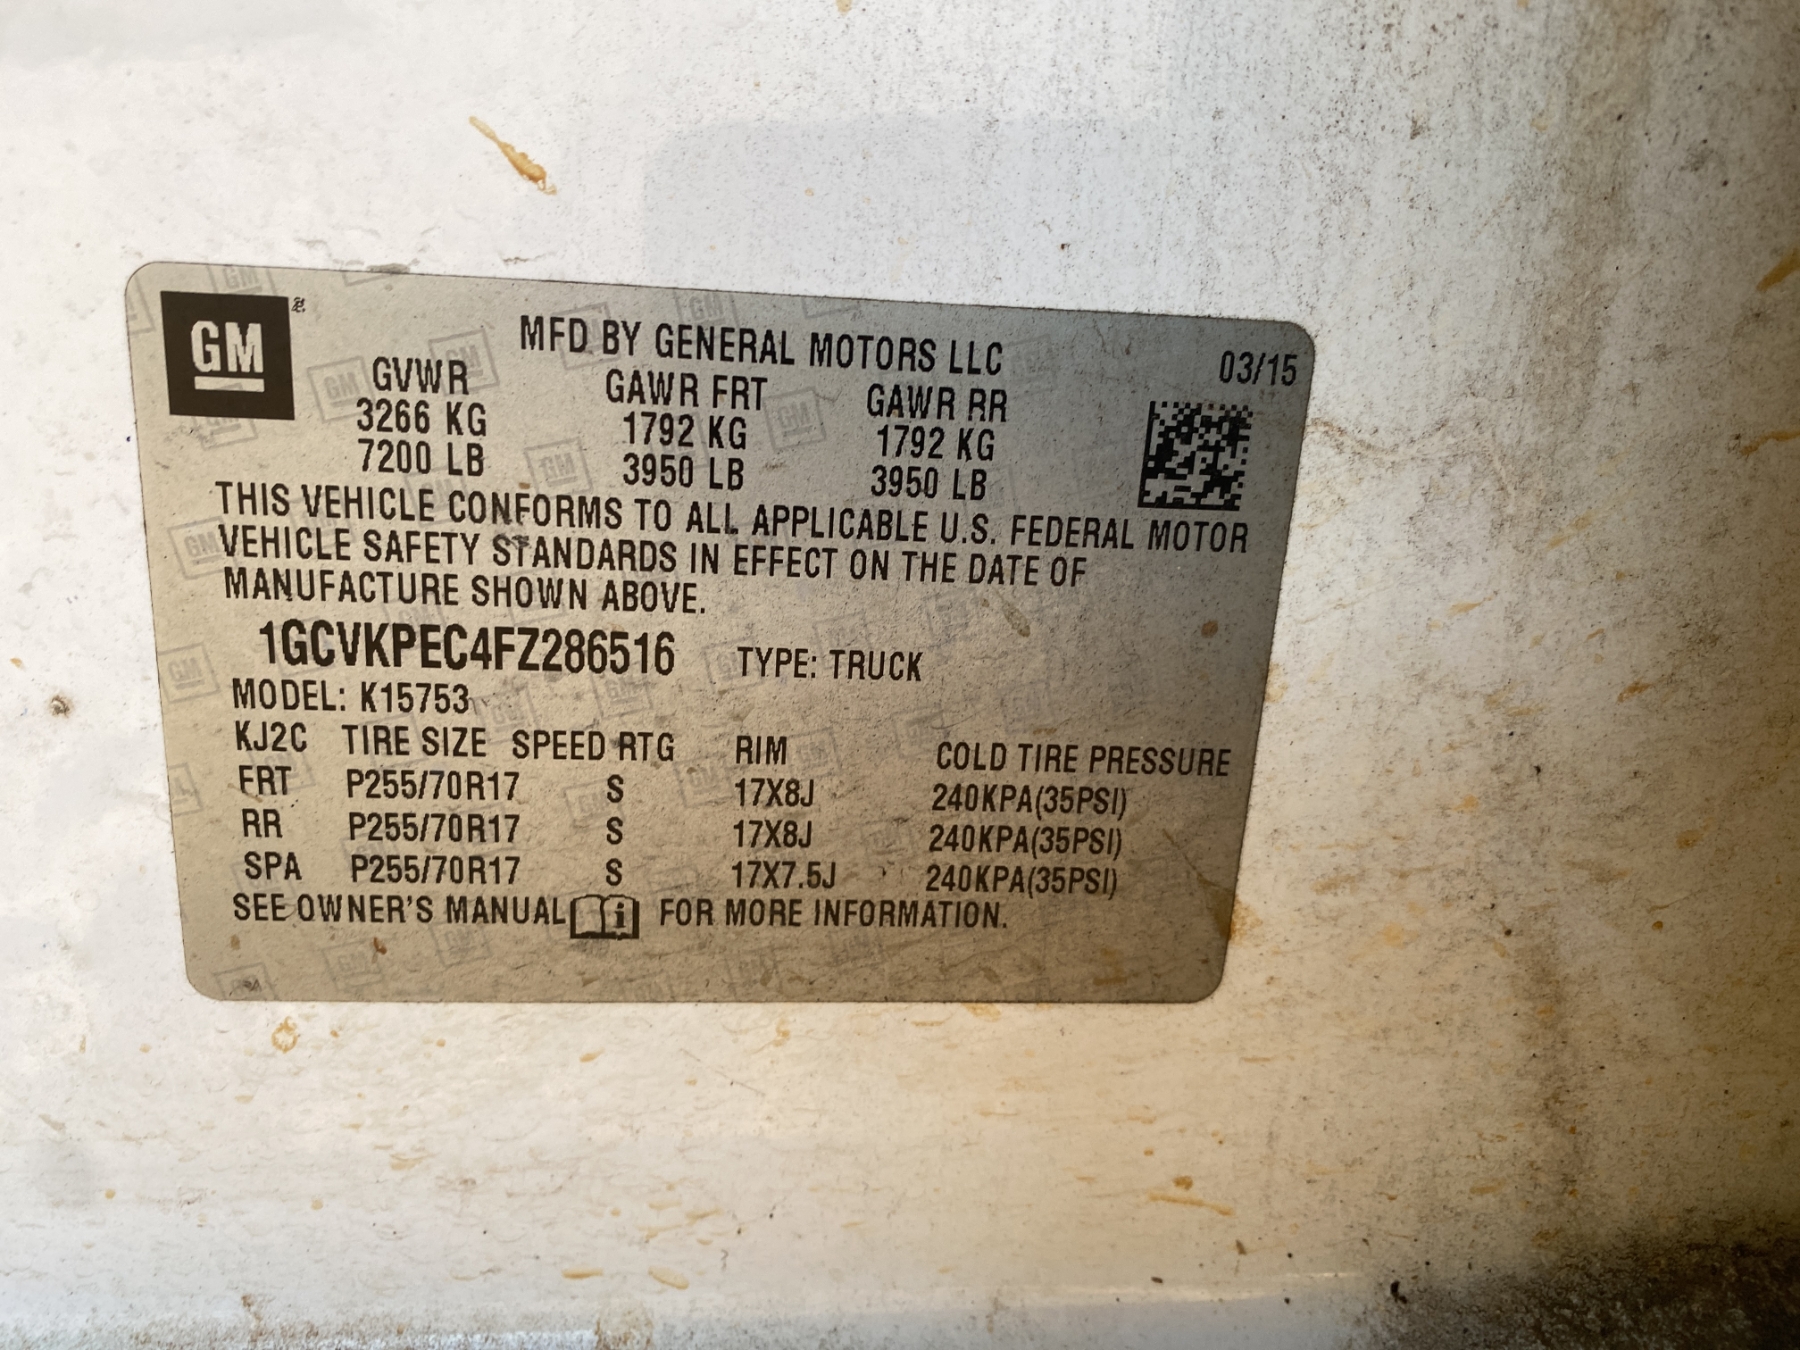 GM
MFD BY GENERAL MOTORS LLC 03/15
GVWR GAWR FRT GAWR RR
3266 KG 1792 KG 1792 KG
7200 LB 3950 LB 3950 LB
THIS VEHICLE CONFORMS TO ALL APPLICABLE U.S. FEDERAL MOTOR
VEHICLE SAFETY STANDARDS IN EFFECT ON THE DATE OF
MANUFACTURE SHOWN ABOVE.
1GCVKPEC4FZ286516 TYPE: TRUCK
MODEL: K15753
KJ2C TIRE SIZE SPEED RTG RIM COLD TIRE PRESSURE
FRT P255/70R17 S 17X8J 240KPA(35PSI)
RR P255/70R17 S 17X8J 240KPA(35PSI)
SPA P255/70R17 S 17X7.5J 240KPA(35PSI)
SEE OWNER'S MANUAL i FOR MORE INFORMATION.